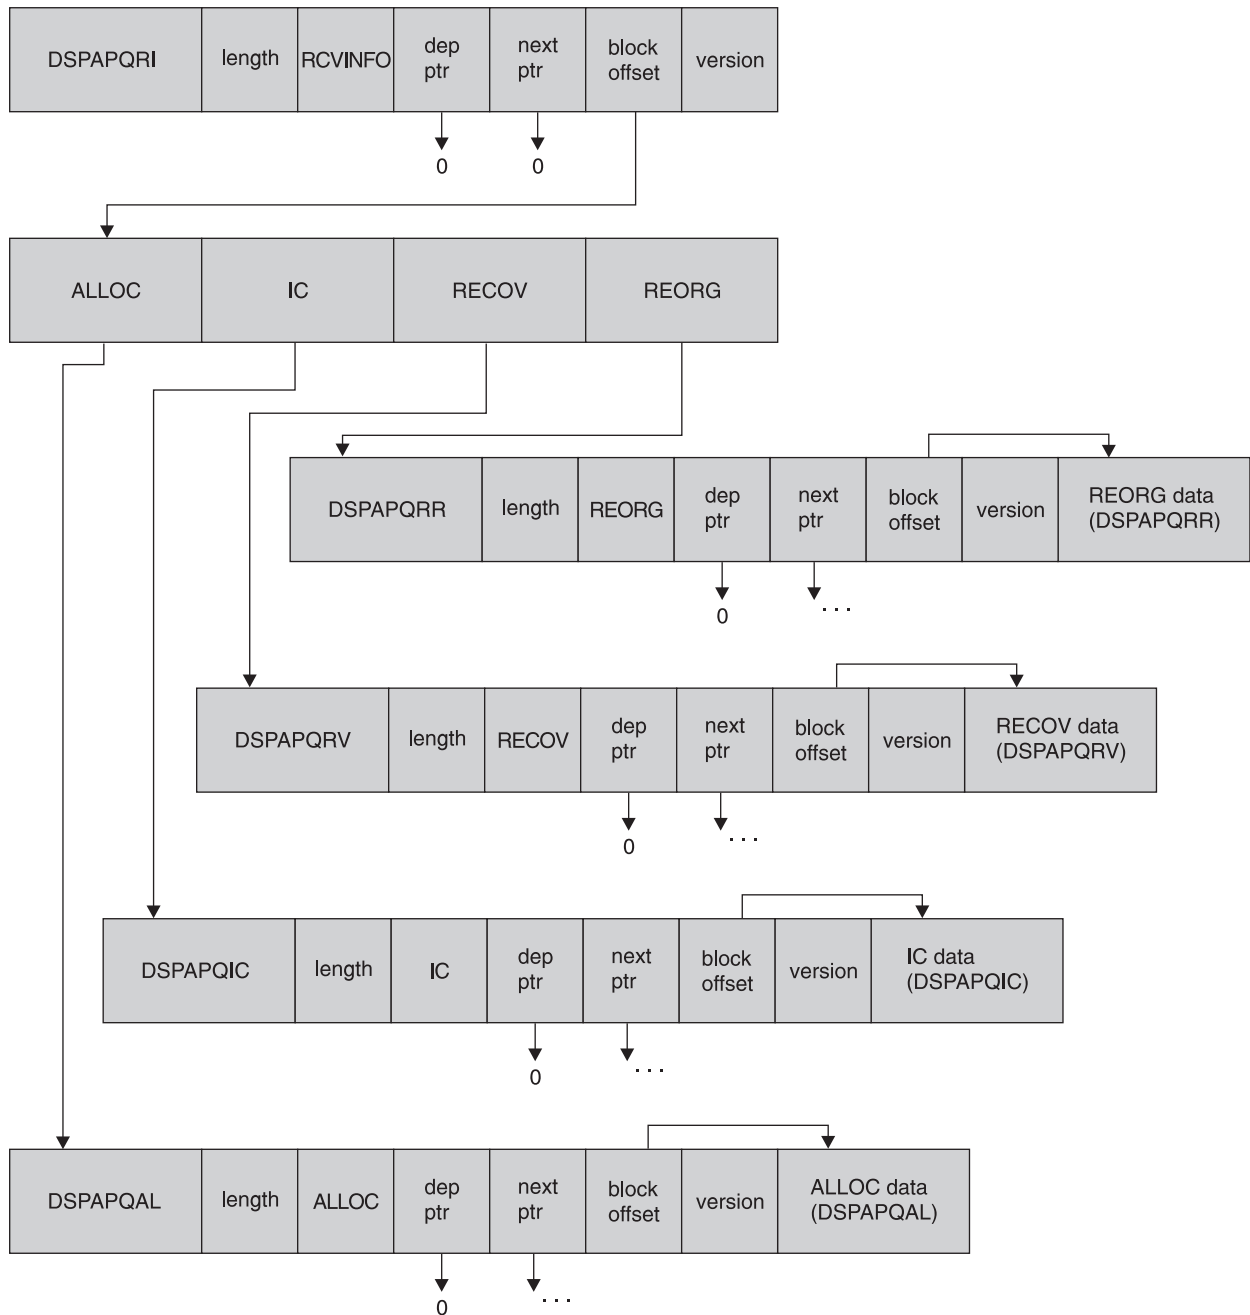 DSPAPQRI
length
RCVINFO
dep
ptr
next
ptr
block
offset
version
0
0
ALLOC
IC
RECOV
REORG
DSPAPQRR
length
REORG
dep
ptr
next
ptr
block
offset
version
REORG data
(DSPAPQRR)
0
. . .
DSPAPQRV
length
RECOV
dep
ptr
next
ptr
block
offset
version
RECOV data
(DSPAPQRV)
0
. . .
DSPAPQIC
length
IC
dep
ptr
next
ptr
block
offset
version
IC data
(DSPAPQIC)
0
. . .
DSPAPQAL
length
ALLOC
dep
ptr
next
ptr
block
offset
version
ALLOC data
(DSPAPQAL)
0
. . .